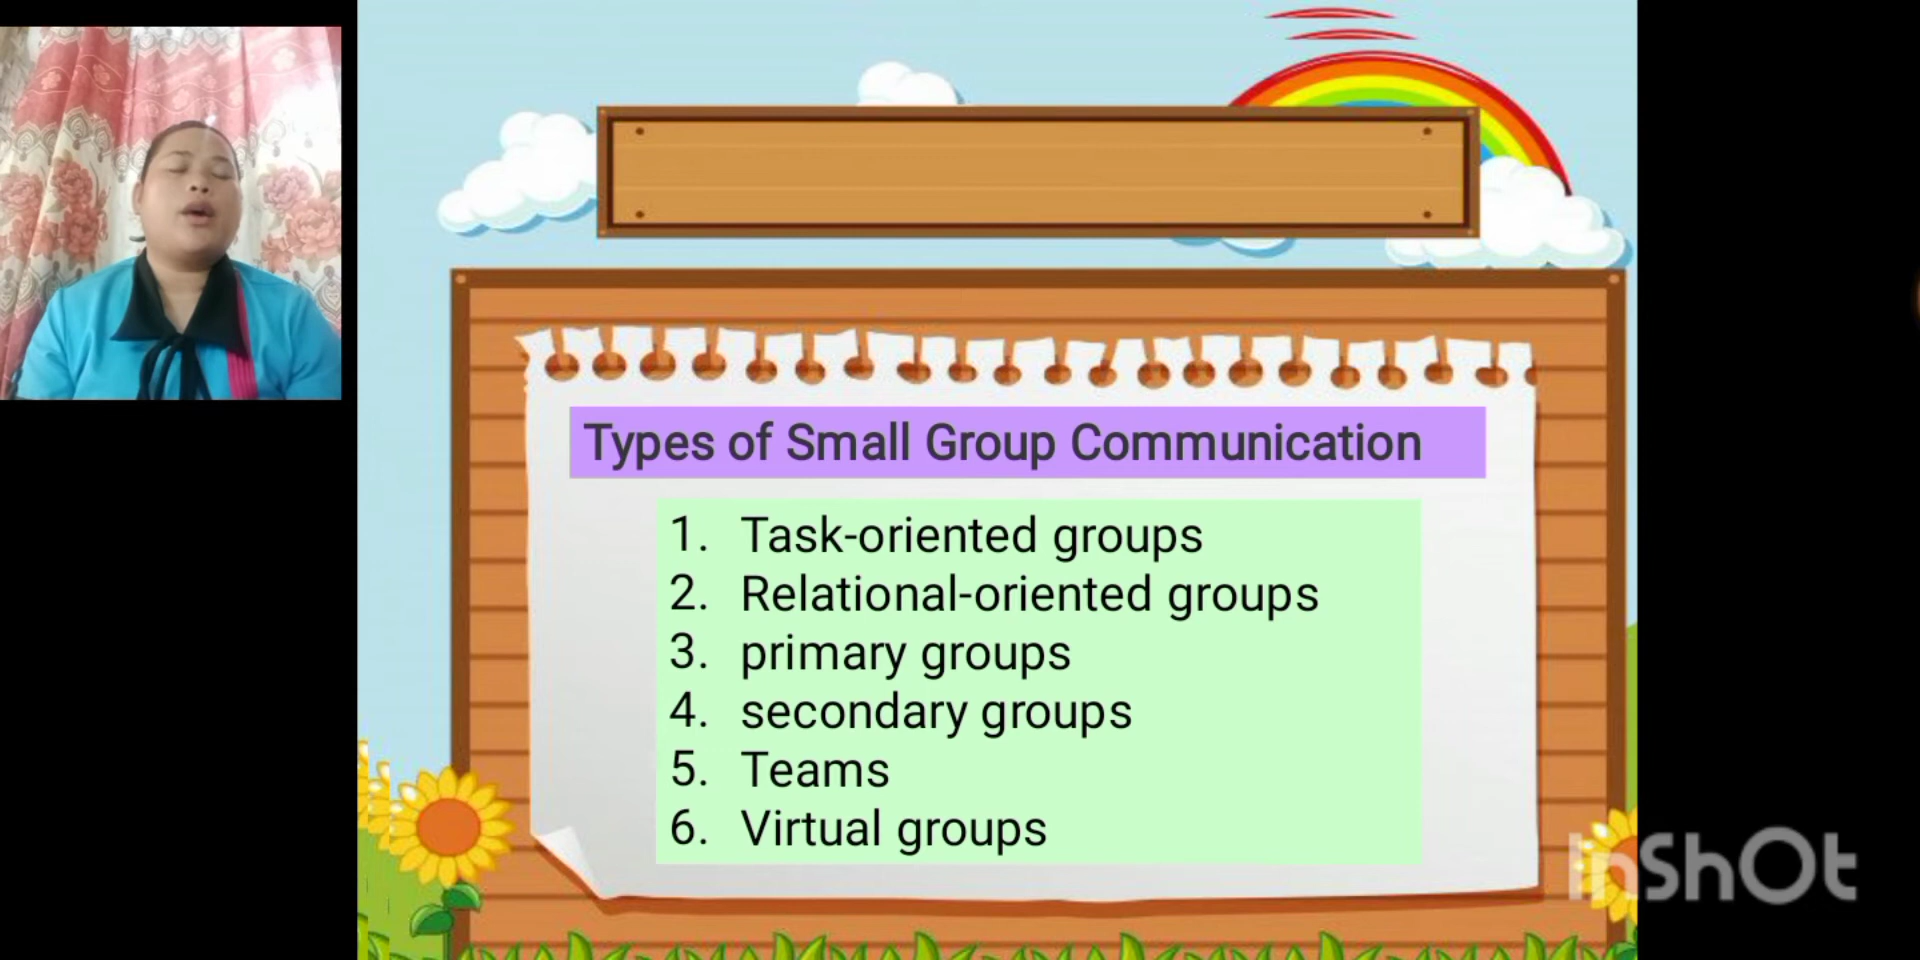 Types of Small Group Communication
1. Task-oriented groups
2. Relational-oriented groups
3. primary groups
4. secondary groups
5. Teams
6. Virtual groups
InShOt